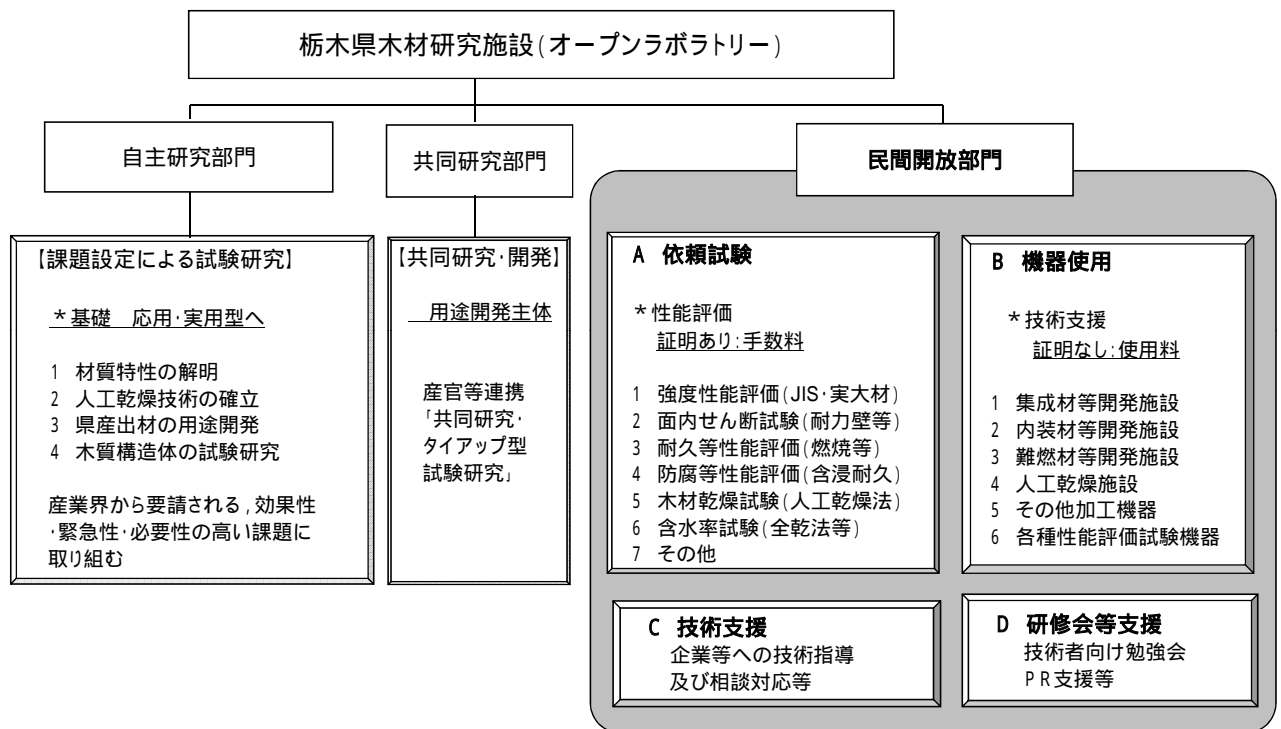 栃木県木材研究施設(オープンラボラトリー)
自主研究部門
共同研究部門
民間開放部門
【課題設定による試験研究】
*基礎 応用・実用型へ
1 材質特性の解明
2 人工乾燥技術の確立
3 県産出材の用途開発
4 木質構造体の試験研究
産業界から要請される,効果性
・緊急性・必要性の高い課題に
取り組む
【共同研究・開発】
用途開発主体
産官等連携
「共同研究・
タイアップ型
試験研究」
A 依頼試験
*性能評価
証明あり:手数料
1 強度性能評価(JIS・実大材)
2 面内せん断試験(耐力壁等)
3 耐久等性能評価(燃焼等)
4 防腐等性能評価(含浸耐久)
5 木材乾燥試験(人工乾燥法)
6 含水率試験(全乾法等)
7 その他
B 機器使用
*技術支援
証明なし:使用料
1 集成材等開発施設
2 内装材等開発施設
3 難燃材等開発施設
4 人工乾燥施設
5 その他加工機器
6 各種性能評価試験機器
C 技術支援
企業等への技術指導
及び相談対応等
D 研修会等支援
技術者向け勉強会
PR支援等